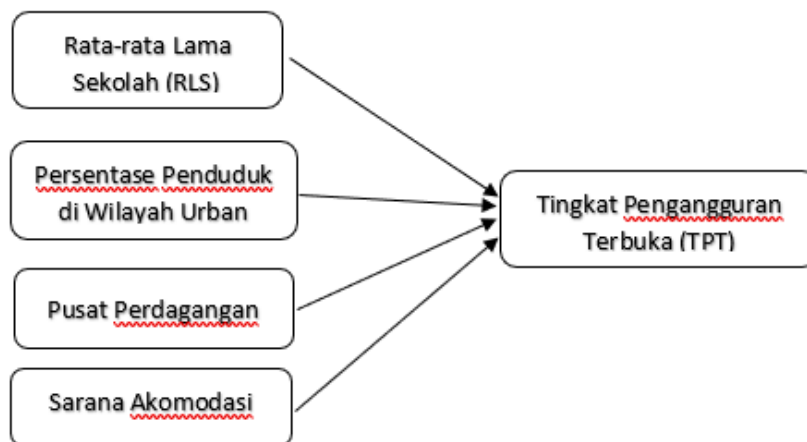 Rata-rata Lama
Sekolah (RLS)
Persentase Penduduk
di Wilayah Urban
Pusat Perdagangan
Sarana Akomodasi
Tingkat Pengangguran
Terbuka (TPT)